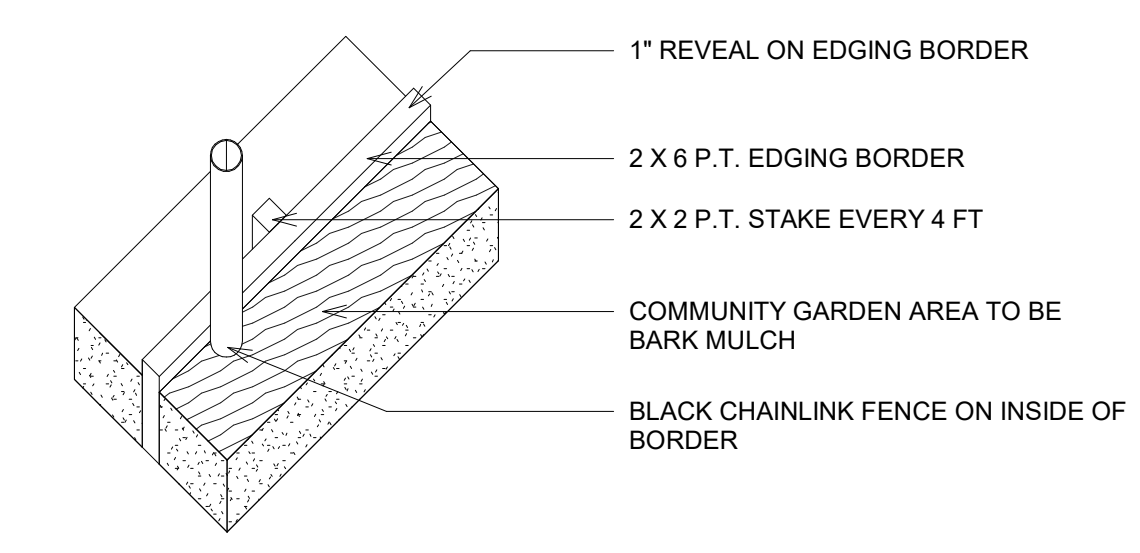 1" REVEAL ON EDGING BORDER
2 X 6 P.T. EDGING BORDER
2 X 2 P.T. STAKE EVERY 4 FT
COMMUNITY GARDEN AREA TO BE
BARK MULCH
BLACK CHAINLINK FENCE ON INSIDE OF
BORDER